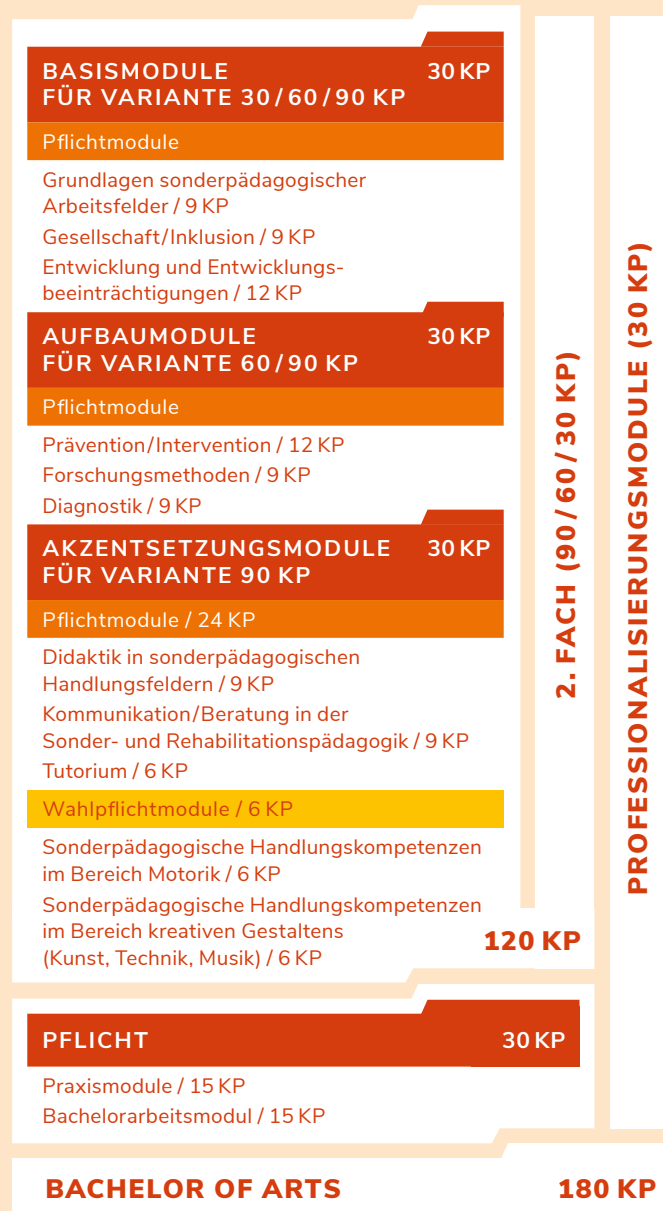 BASISMODULE 30 KP
FÜR VARIANTE 30/60/90 KP
Pflichtmodule
Grundlagen sonderpädagogischer
Arbeitsfelder / 9 KP
Gesellschaft/Inklusion / 9 KP
Entwicklung und Entwicklungs-
beeinträchtigungen / 12 KP
AUFBAUMODULE 30 KP
FÜR VARIANTE 60/90 KP
Pflichtmodule
Prävention/Intervention / 12 KP
Forschungsmethoden / 9 KP
Diagnostik / 9 KP
AKZENTSETZUNGSMODULE 30 KP
FÜR VARIANTE 90 KP
Pflichtmodule / 24 KP
Didaktik in sonderpädagogischen
Handlungsfeldern / 9 KP
Kommunikation/Beratung in der
Sonder- und Rehabilitationspädagogik / 9 KP
Tutorium / 6 KP
Wahlpflichtmodule / 6 KP
Sonderpädagogische Handlungskompetenzen
im Bereich Motorik / 6 KP
Sonderpädagogische Handlungskompetenzen
im Bereich kreativen Gestaltens
(Kunst, Technik, Musik) / 6 KP
2. FACH (90/60/30 KP)
120 KP
PROFESSIONALISIERUNGSMODULE (30 KP)
PFLICHT 30 KP
Praxismodule / 15 KP
Bachelorarbeitsmodul / 15 KP
BACHELOR OF ARTS 180 KP